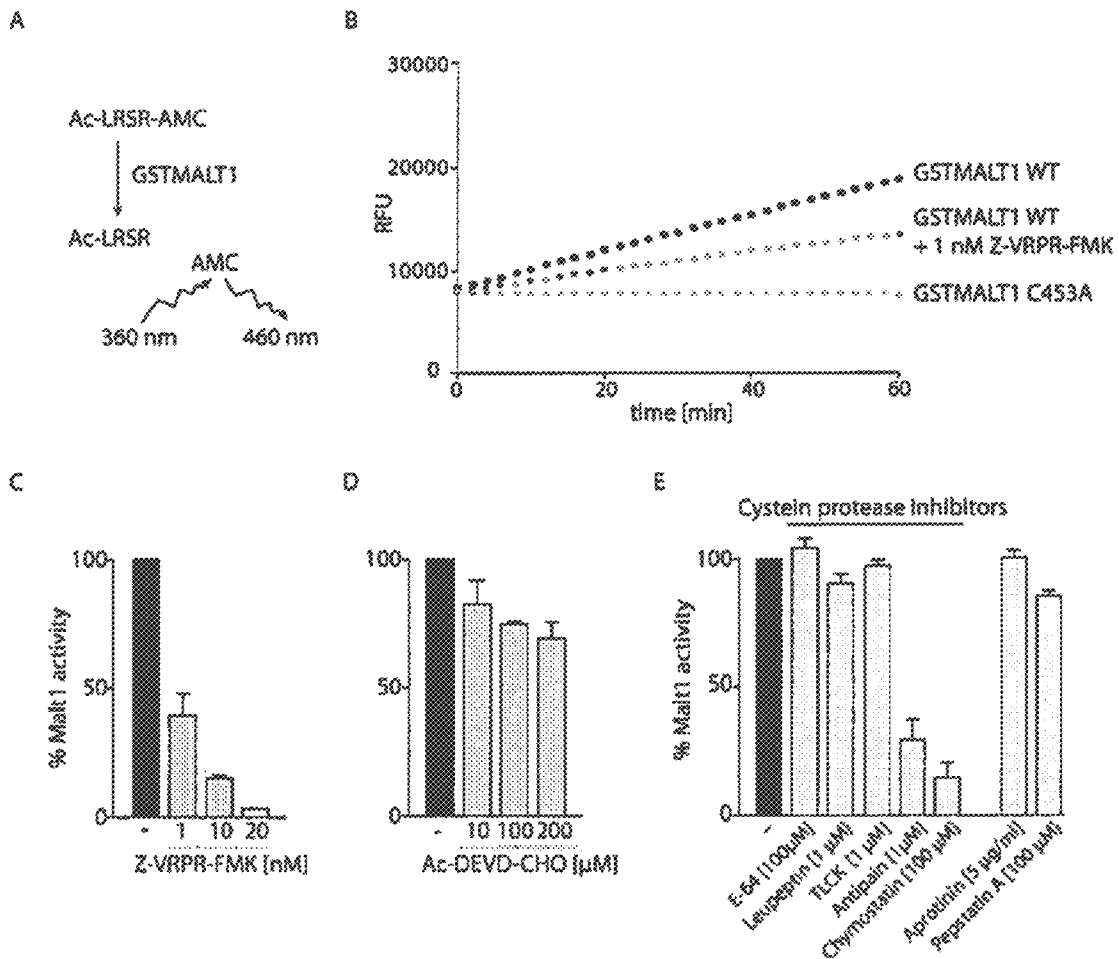 A
Ac-LRSR-AMC
GSTMALT1
Ac-LRSR
AMC
360 nm
460 nm
B
30000
20000
10000
0
RFU
0
20
40
60
time [min]
GSTMALT1 WT
GSTMALT1 WT
+ 1 nM Z-VRPR-FMK
GSTMALT1 C453A
C
% Malt1 activity
100
50
0
-
1
10
20
Z-VRPR-FMK [nM]
D
100
50
0
-
10
100
200
Ac-DEVD-CHO [µM]
E
Cystein protease inhibitors
% Malt1 activity
100
50
0
-
E-64 [100µM]
Leupeptin [1 µM]
TLCK [1 µM]
Antipain [1µM]
Chymostatin [100 µM]
Aprotinin [5 µg/ml]
Pepstatin A [100 µM]